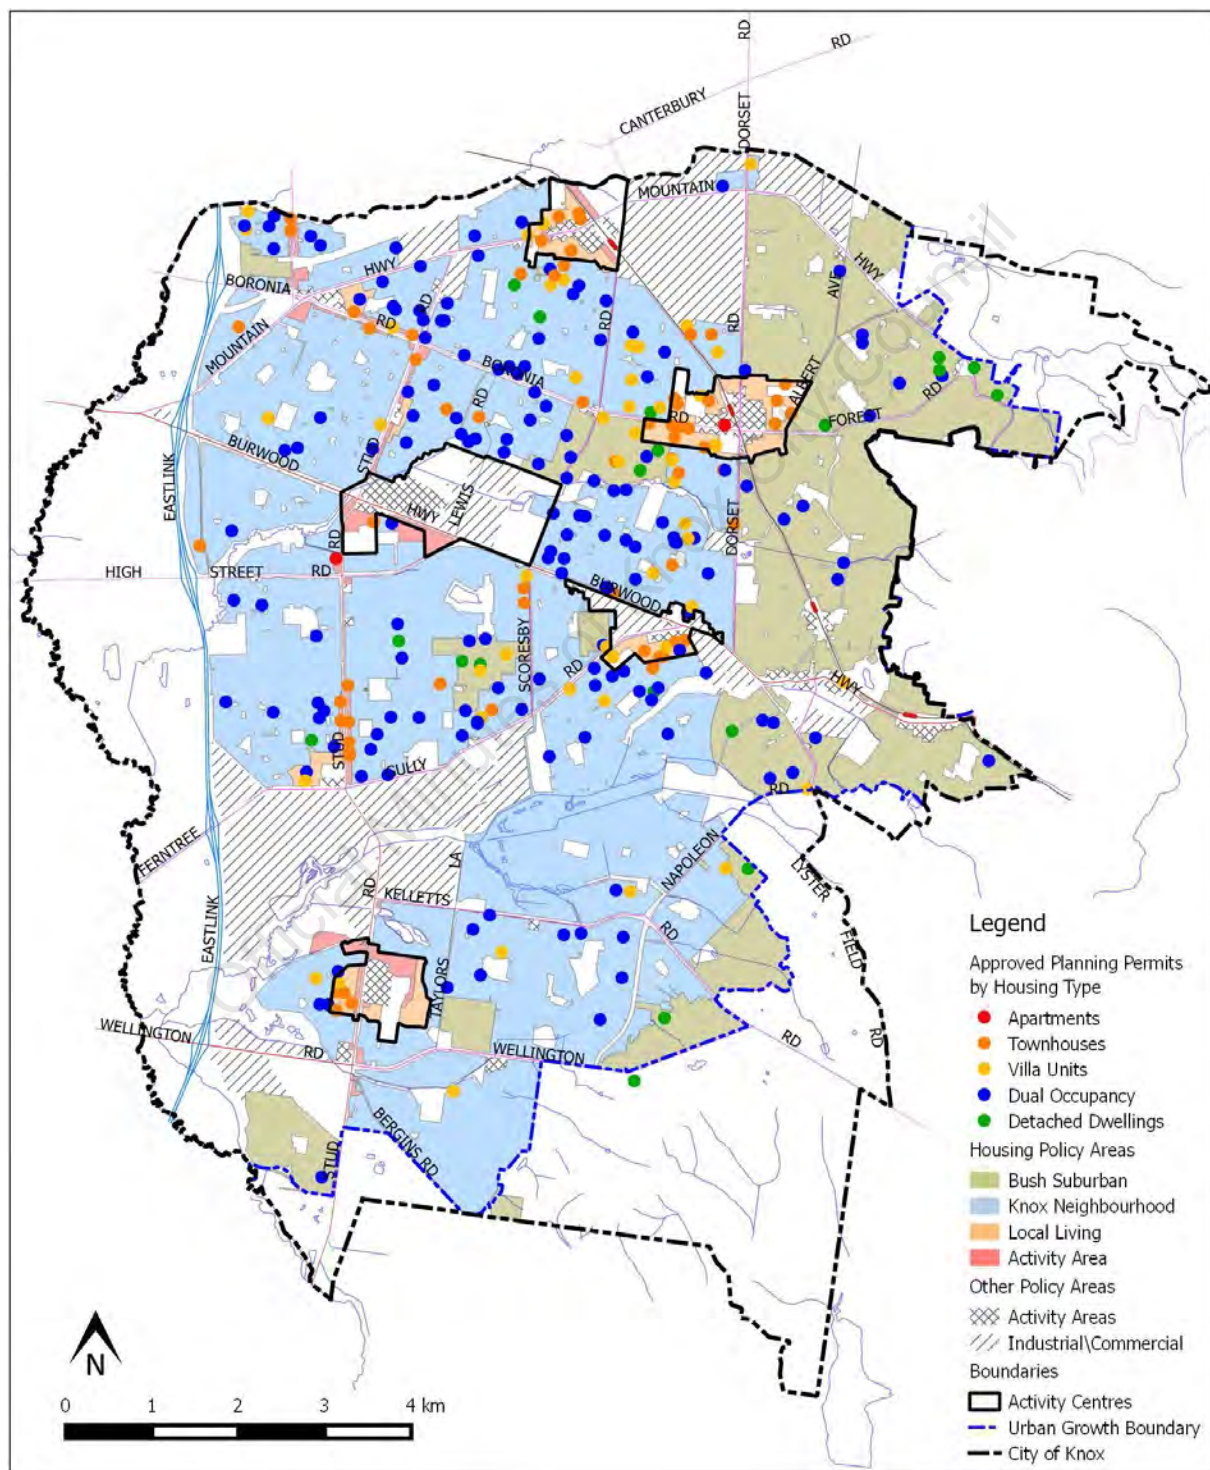 RD
RD
CANTERBURY
DORSET
MOUNTAIN
HWY
BORONIA
HWY
RD
MOUNTAIN
RD
RD
AVE
RD
BORONIA
RD
ALBERT
RD
RD
FOREST
BURWOOD
STUD
EASTLINK
LEWIS
HWY
DORSET
RD
HIGH
STREET
RD
BURWOOD
SCORESBY
RD
HWY
STUD
GULLY
RD
FERNTREE
NAPOLEON
LYSTER
LA
RD
KELLETTS
RD
EASTLINK
FIELD
TAYLORS
WELLINGTON
RD
WELLINGTON
RD
RD
BERGINS RD
STUD
Legend
Approved Planning Permits
by Housing Type
Apartments
Townhouses
Villa Units
Dual Occupancy
Detached Dwellings
Housing Policy Areas
Bush Suburban
Knox Neighbourhood
Local Living
Activity Area
Other Policy Areas
Activity Areas
Industrial\Commercial
Boundaries
Activity Centres
Urban Growth Boundary
City of Knox
N
0 1 2 3 4 km